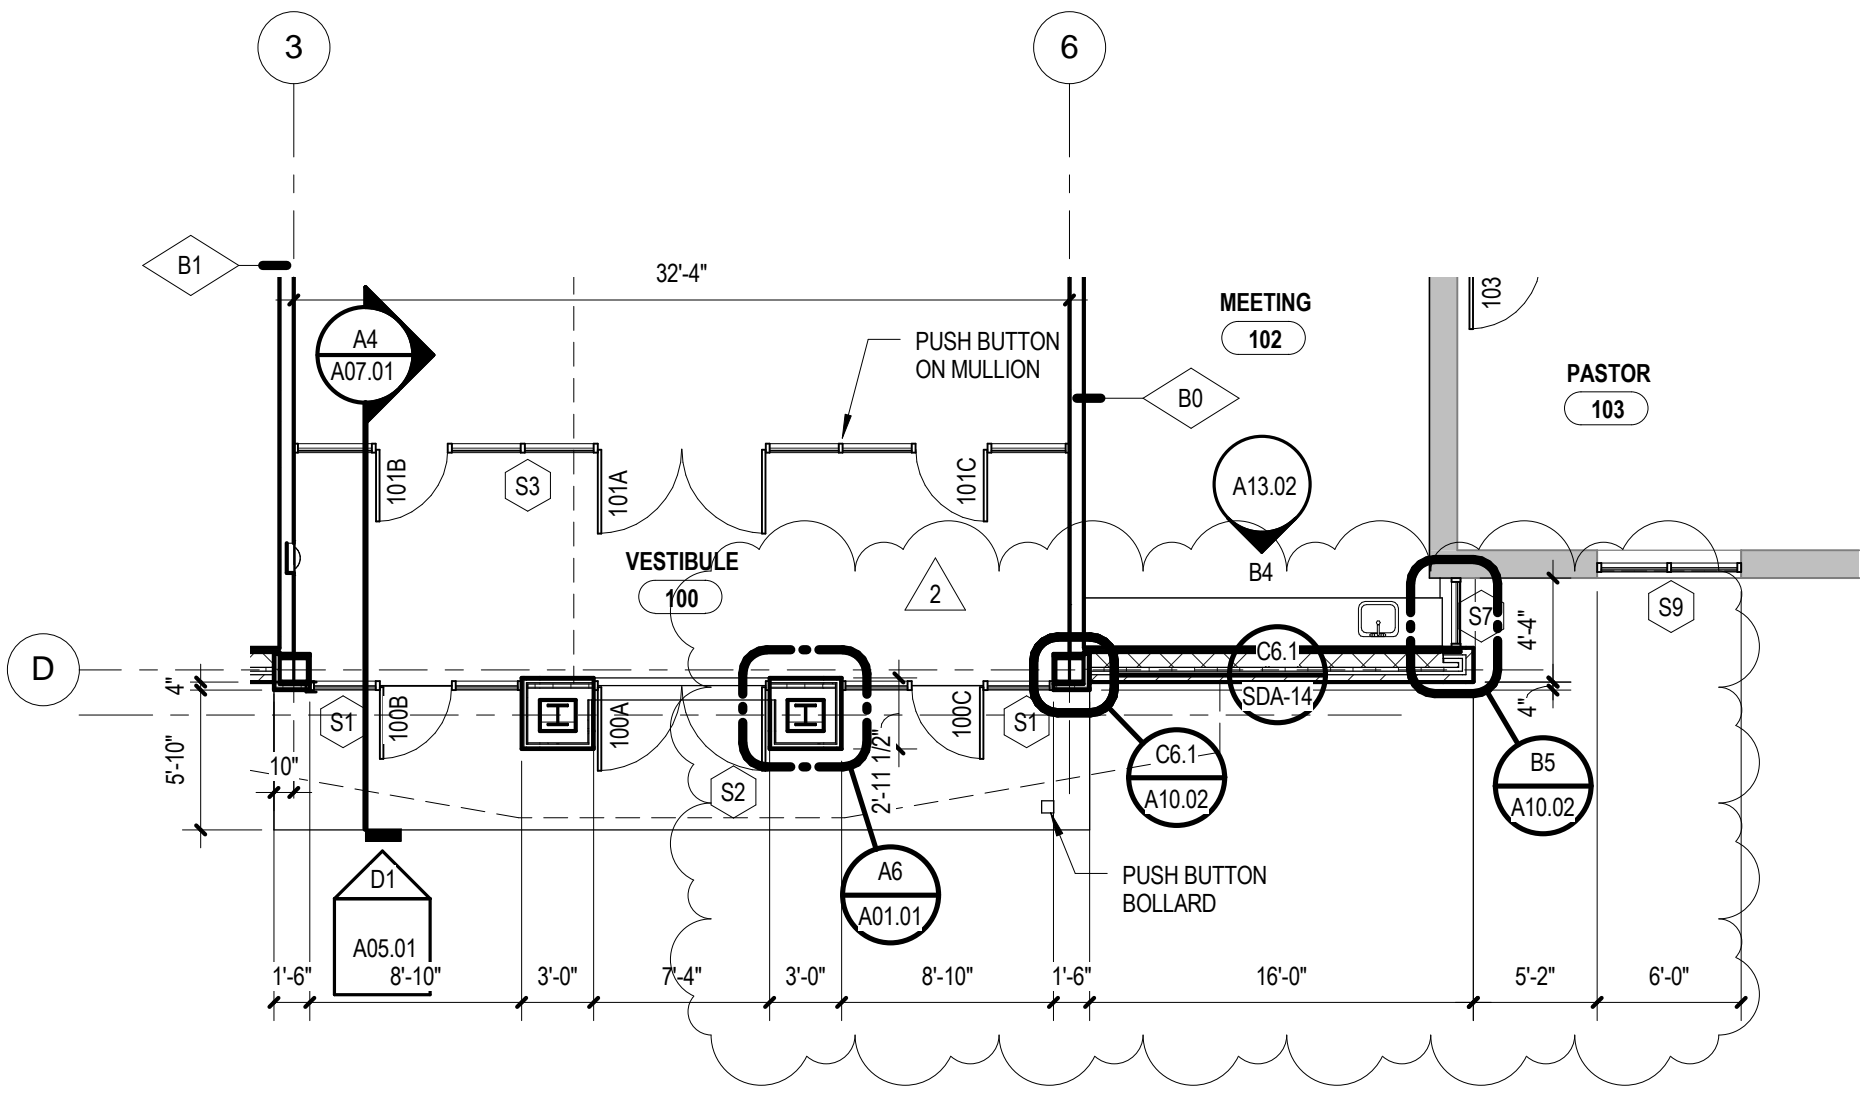 3
6
B1
32'-4"
A4
A07.01
PUSH BUTTON
ON MULLION
MEETING
102
103
PASTOR
103
B0
101B
S3
101A
101C
A13.02
B4
VESTIBULE
100
2
S7
S9
4'-4"
D
4"
C6.1
SDA-14
4"
S1
100B
100A
100C
S1
5'-10"
10"
S2
2'-11 1/2"
C6.1
A10.02
B5
A10.02
D1
A05.01
A6
A01.01
PUSH BUTTON
BOLLARD
1'-6"
8'-10"
3'-0"
7'-4"
3'-0"
8'-10"
1'-6"
16'-0"
5'-2"
6'-0"